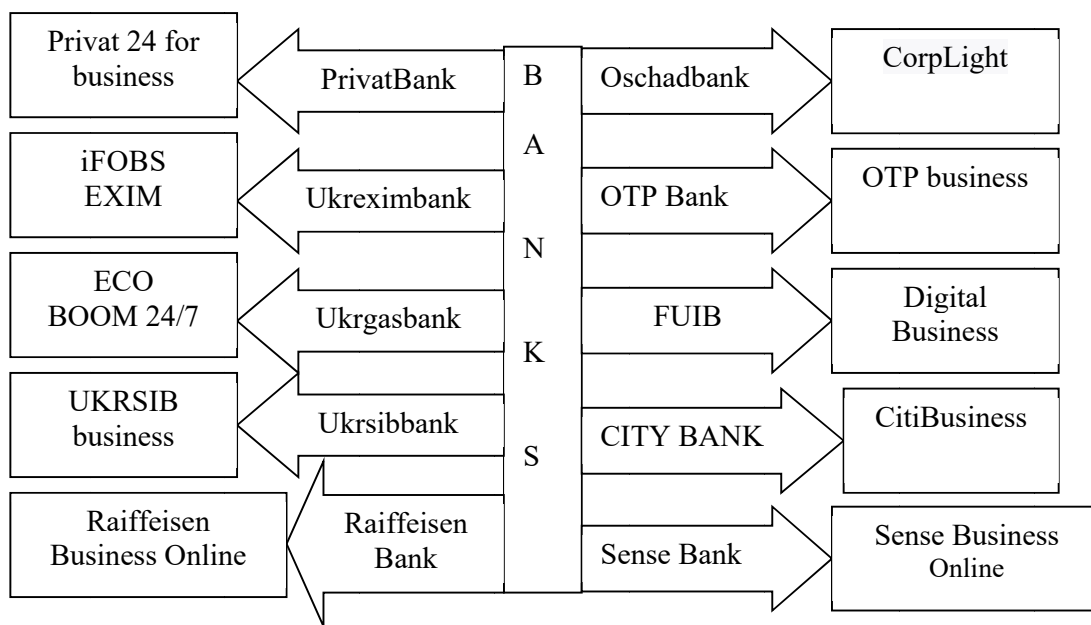 Privat 24 for
business
PrivatBank
B
Oschadbank
CorpLight
A
iFOBS
EXIM
Ukreximbank
OTP Bank
OTP business
N
ECO
BOOM 24/7
Ukrgasbank
FUIB
Digital
Business
K
UKRSIB
business
Ukrsibbank
CITY BANK
CitiBusiness
S
Raiffeisen
Business Online
Raiffeisen
Bank
Sense Bank
Sense Business
Online